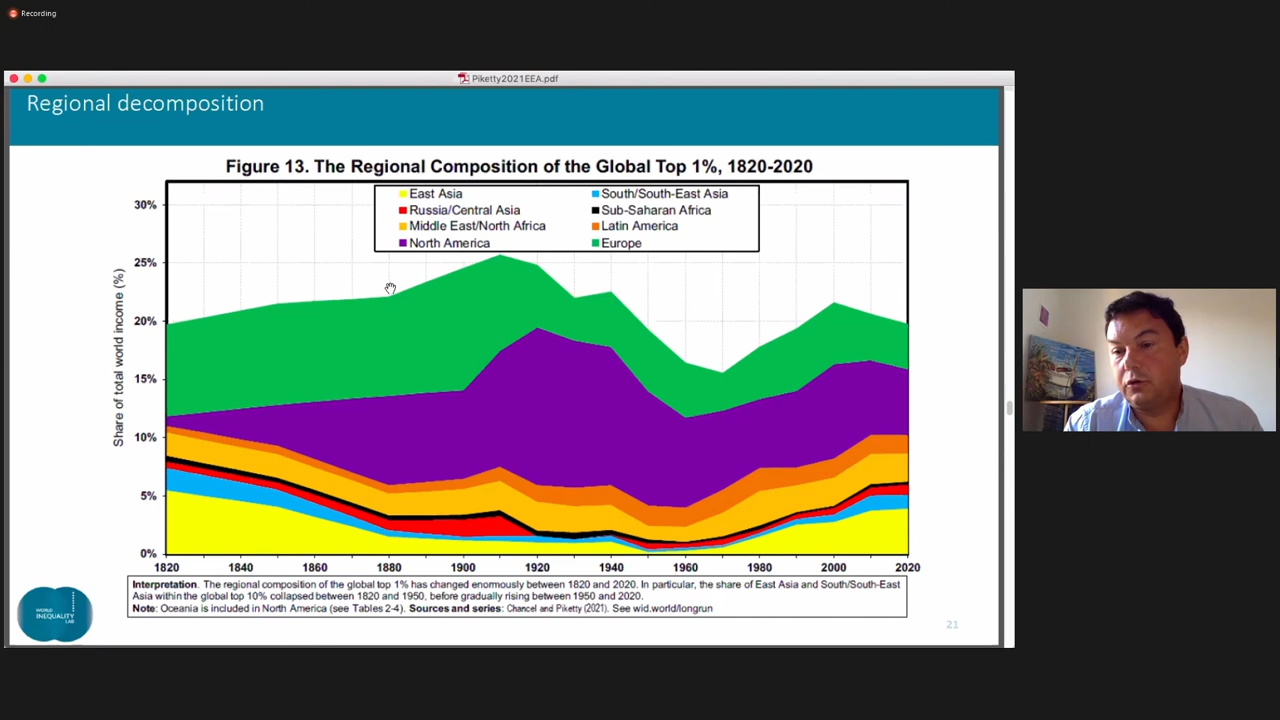 Recording
Piketty2021EEA.pdf
Regional decomposition
Figure 13. The Regional Composition of the Global Top 1%, 1820-2020
East Asia
South/South-East Asia
Russia/Central Asia
Sub-Saharan Africa
Middle East/North Africa
Latin America
North America
Europe
Share of total world income (%)
30%
25%
20%
15%
10%
5%
0%
1820 1840 1860 1880 1900 1920 1940 1960 1980 2000 2020
Interpretation. The regional composition of the global top 1% has changed enormously between 1820 and 2020. In particular, the share of East Asia and South/South-East
Asia within the global top 10% collapsed between 1820 and 1950, before gradually rising between 1950 and 2020.
Note: Oceania is included in North America (see Tables 2-4). Sources and series: Chancel and Piketty (2021). See wid.world/longrun
WORLD
INEQUALITY
LAB
21